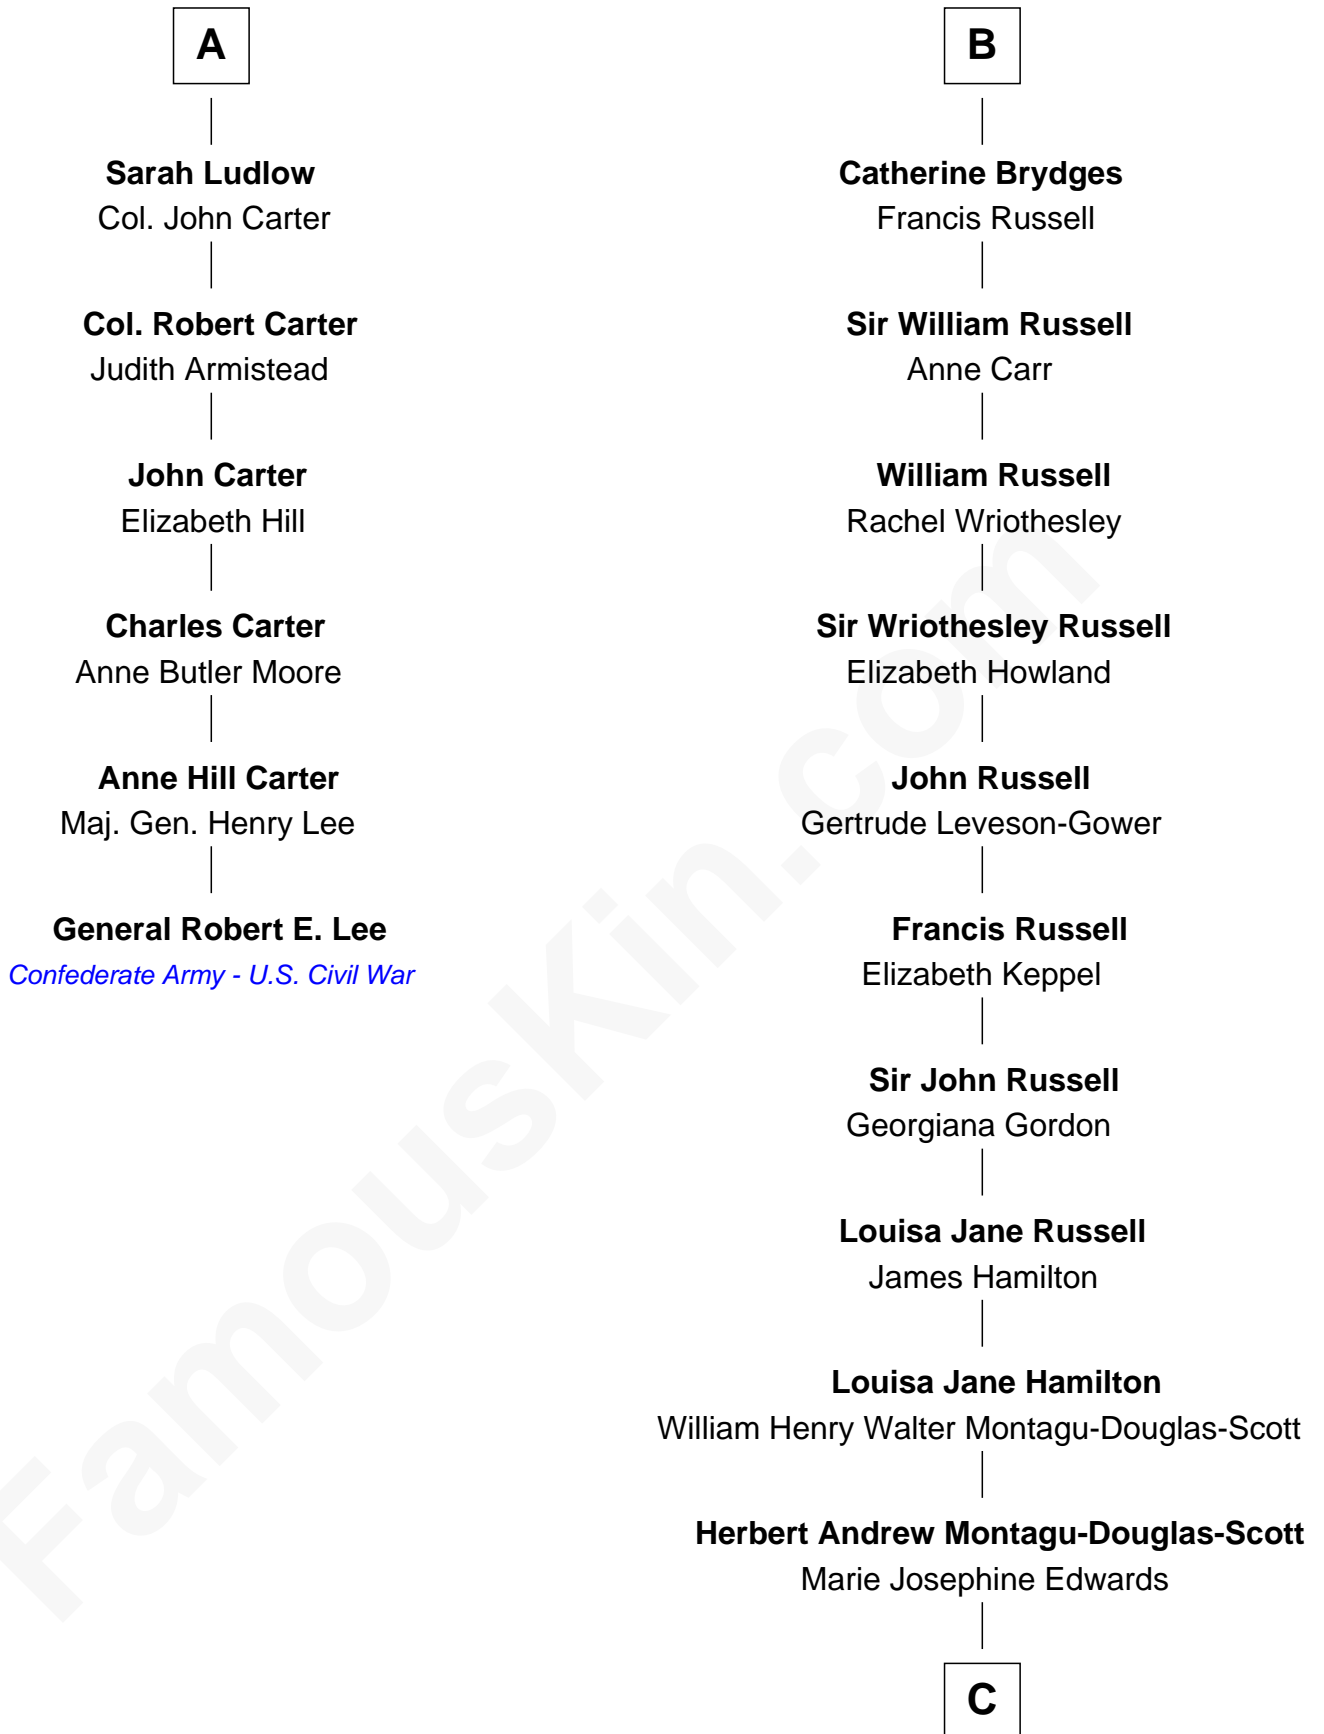 A
Sarah Ludlow
Col. John Carter
Col. Robert Carter
Judith Armistead
John Carter
Elizabeth Hill
Charles Carter
Anne Butler Moore
Anne Hill Carter
Maj. Gen. Henry Lee
General Robert E. Lee
Confederate Army - U.S. Civil War
B
Catherine Brydges
Francis Russell
Sir William Russell
Anne Carr
William Russell
Rachel Wriothesley
Sir Wriothesley Russell
Elizabeth Howland
John Russell
Gertrude Leveson-Gower
Francis Russell
Elizabeth Keppel
Sir John Russell
Georgiana Gordon
Louisa Jane Russell
James Hamilton
Louisa Jane Hamilton
William Henry Walter Montagu-Douglas-Scott
Herbert Andrew Montagu-Douglas-Scott
Marie Josephine Edwards
C
FamousKin.com